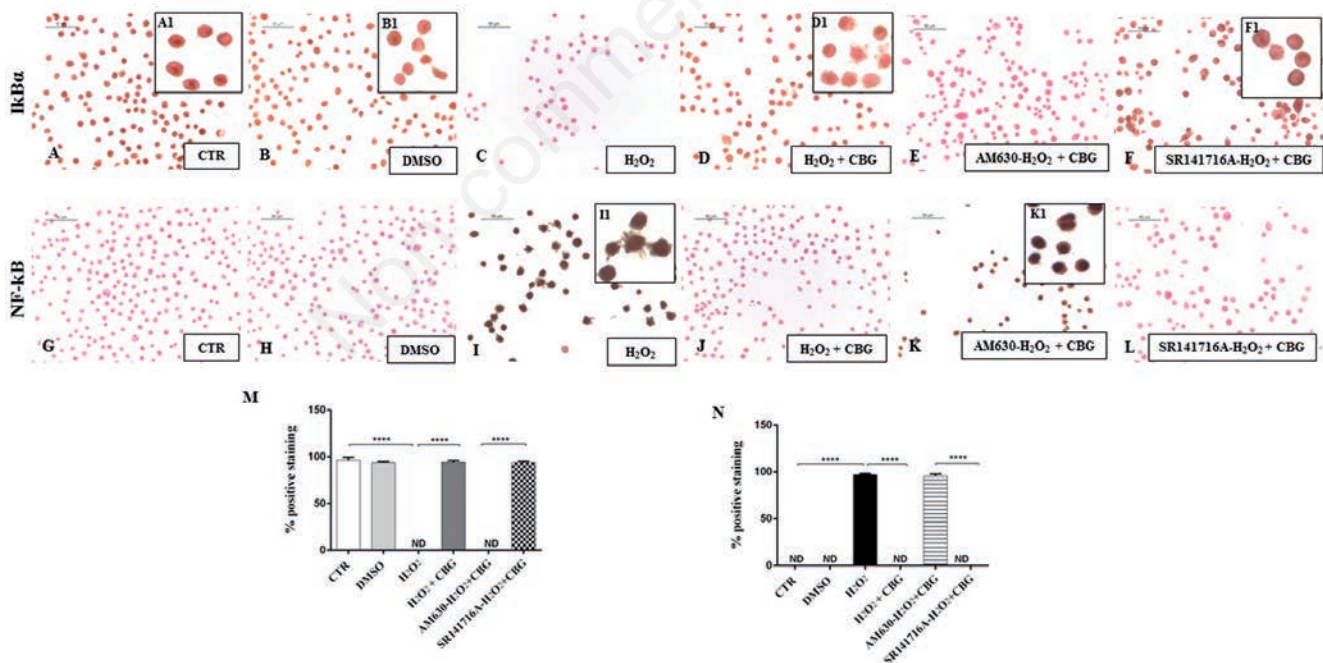 IkBα
A1
A
CTR
B1
B
DMSO
C
H₂O₂
D1
D
H₂O₂ + CBG
E
AM630-H₂O₂ + CBG
F1
F
SR141716A-H₂O₂ + CBG
NF-kB
G
CTR
H
DMSO
I1
I
H₂O₂
J
H₂O₂ + CBG
K1
K
AM630-H₂O₂ + CBG
L
SR141716A-H₂O₂ + CBG
M
% positive staining
150
100
50
0
****
****
****
ND
ND
CTR
DMSO
H₂O₂
H₂O₂ + CBG
AM630-H₂O₂+CBG
SR141716A-H₂O₂+CBG
N
% positive staining
150
100
50
0
****
****
****
ND
ND
ND
ND
CTR
DMSO
H₂O₂
H₂O₂ + CBG
AM630-H₂O₂+CBG
SR141716A-H₂O₂+CBG